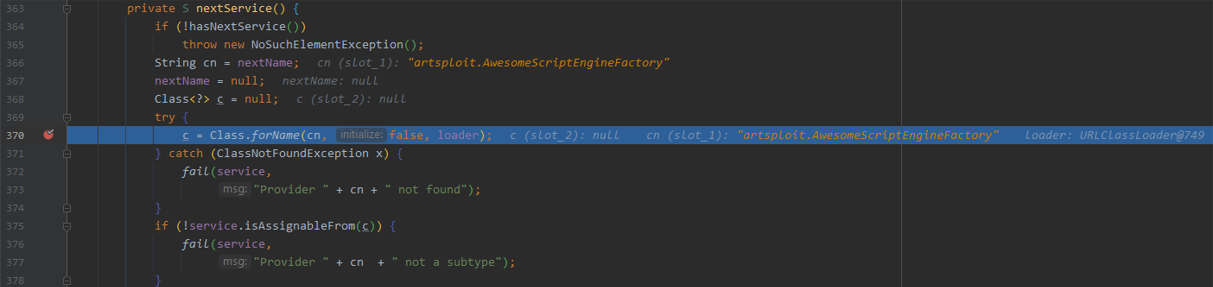 363 private S nextService() {
364 if (!hasNextService())
365 throw new NoSuchElementException();
366 String cn = nextName; cn (slot_1): "artsploit.AwesomeScriptEngineFactory"
367 nextName = null; nextName: null
368 Class<?> c = null; c (slot_2): null
369 try {
370 c = Class.forName(cn, initialize: false, loader); c (slot_2): null cn (slot_1): "artsploit.AwesomeScriptEngineFactory" loader: URLClassLoader@749
371 } catch (ClassNotFoundException x) {
372 fail(service,
373 msg: "Provider " + cn + " not found");
374 }
375 if (!service.isAssignableFrom(c)) {
376 fail(service,
377 msg: "Provider " + cn + " not a subtype");
378 }